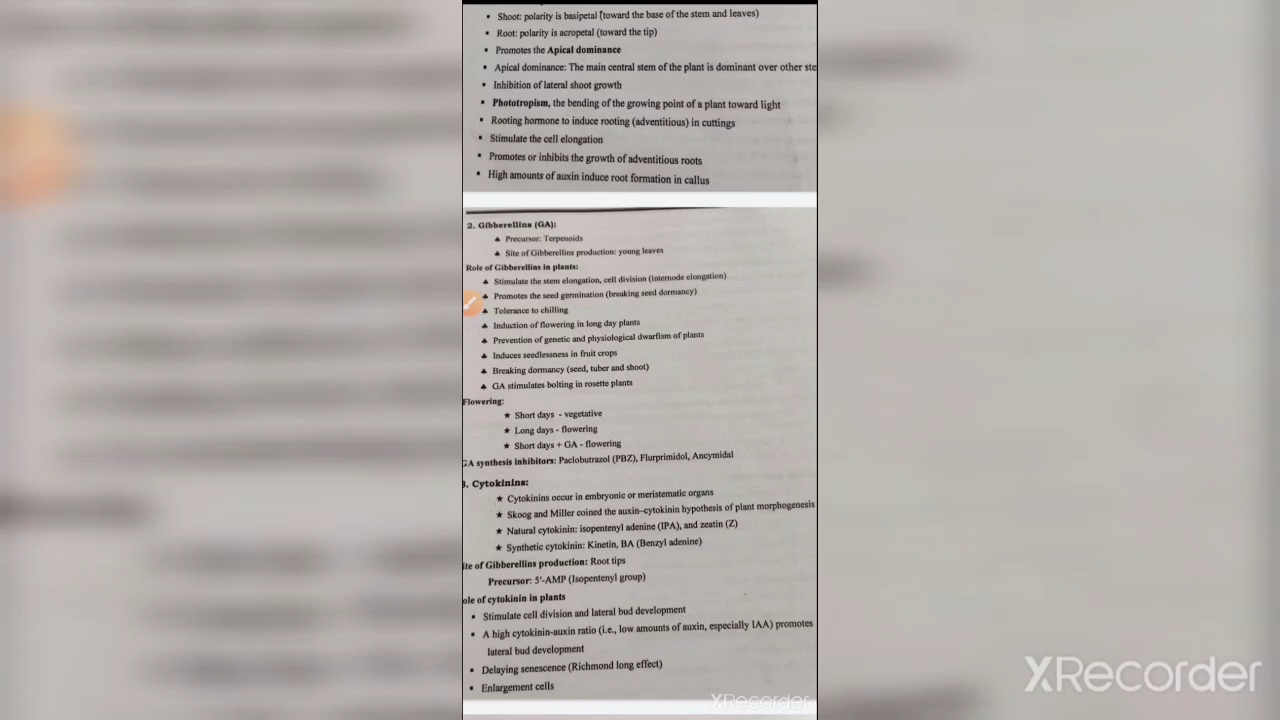 ▪ Shoot: polarity is basipetal (toward the base of the stem and leaves)
▪ Root: polarity is acropetal (toward the tip)
▪ Promotes the Apical dominance
▪ Apical dominance: The main central stem of the plant is dominant over other ste
▪ Inhibition of lateral shoot growth
▪ Phototropism, the bending of the growing point of a plant toward light
▪ Rooting hormone to induce rooting (adventitious) in cuttings
▪ Stimulate the cell elongation
▪ Promotes or inhibits the growth of adventitious roots
▪ High amounts of auxin induce root formation in callus
2. Gibberellins (GA):
♣ Precursor: Terpenoids
♣ Site of Gibberellins production: young leaves
Role of Gibberellins in plants:
♣ Stimulate the stem elongation, cell division (internode elongation)
♣ Promotes the seed germination (breaking seed dormancy)
♣ Tolerance to chilling
♣ Induction of flowering in long day plants
♣ Prevention of genetic and physiological dwarfism of plants
♣ Induces seedlessness in fruit crops
♣ Breaking dormancy (seed, tuber and shoot)
♣ GA stimulates bolting in rosette plants
Flowering:
★ Short days - vegetative
★ Long days - flowering
★ Short days + GA - flowering
GA synthesis inhibitors: Paclobutrazol (PBZ), Flurprimidol, Ancymidal
3. Cytokinins:
★ Cytokinins occur in embryonic or meristematic organs
★ Skoog and Miller coined the auxin–cytokinin hypothesis of plant morphogenesis
★ Natural cytokinin: isopentenyl adenine (IPA), and zeatin (Z)
★ Synthetic cytokinin: Kinetin, BA (Benzyl adenine)
ite of Gibberellins production: Root tips
Precursor: 5'-AMP (Isopentenyl group)
ole of cytokinin in plants
▪ Stimulate cell division and lateral bud development
▪ A high cytokinin-auxin ratio (i.e., low amounts of auxin, especially IAA) promotes
lateral bud development
▪ Delaying senescence (Richmond long effect)
▪ Enlargement cells
XRecorder
XRecorder